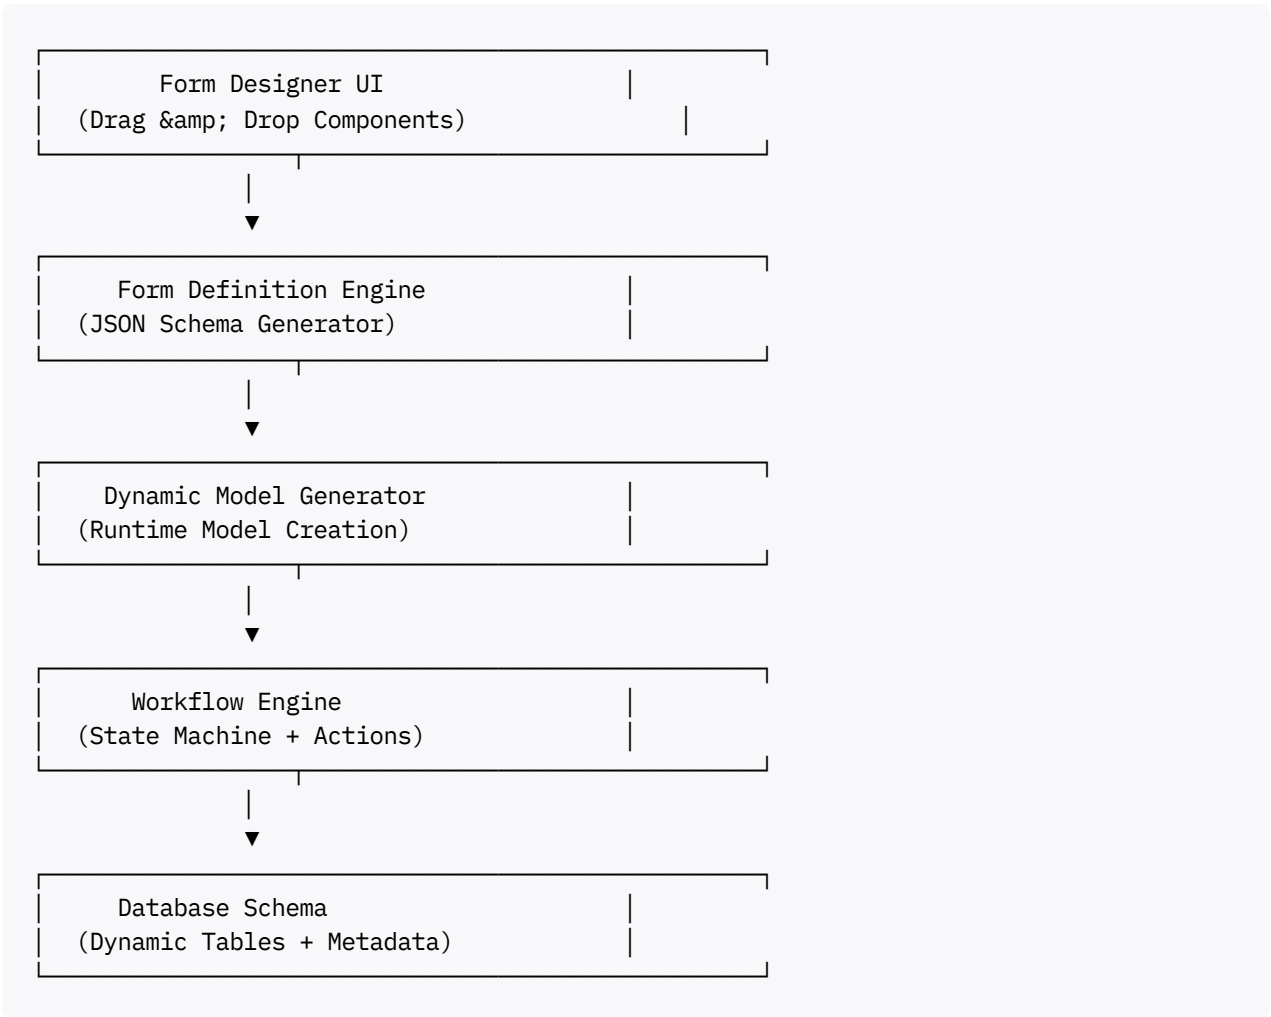 Form Designer UI
(Drag &amp; Drop Components)
Form Definition Engine
(JSON Schema Generator)
Dynamic Model Generator
(Runtime Model Creation)
Workflow Engine
(State Machine + Actions)
Database Schema
(Dynamic Tables + Metadata)